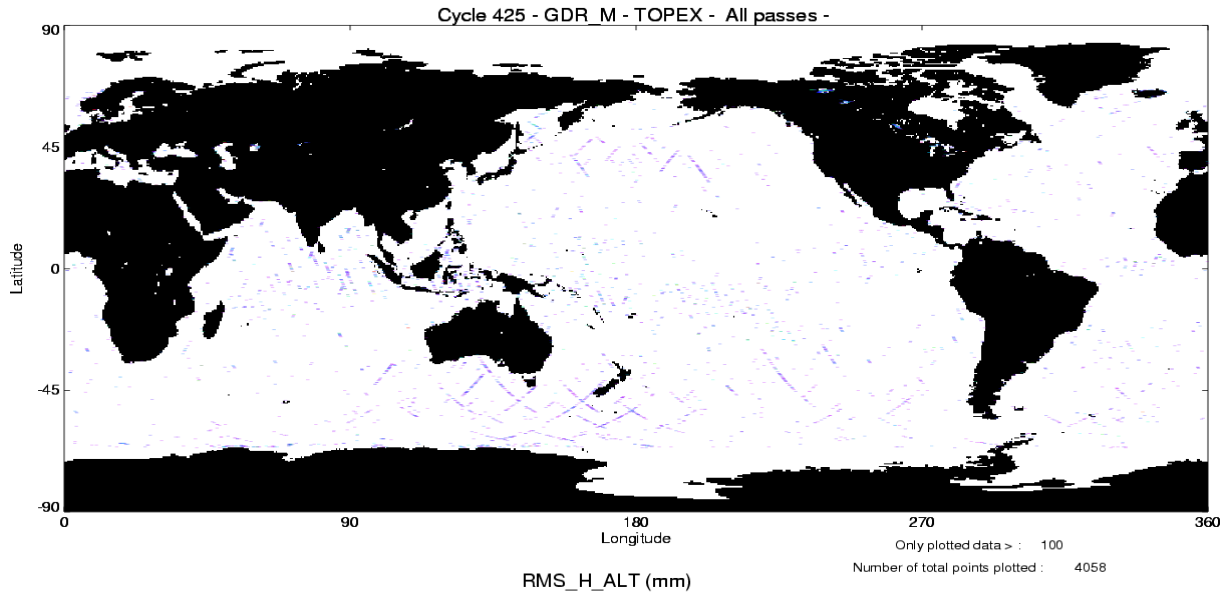 Cycle 425 - GDR_M - TOPEX - All passes -
90
45
0
-45
-90
Latitude
0 90 180 270 360
Longitude
Only plotted data > : 100
Number of total points plotted : 4058
RMS_H_ALT (mm)